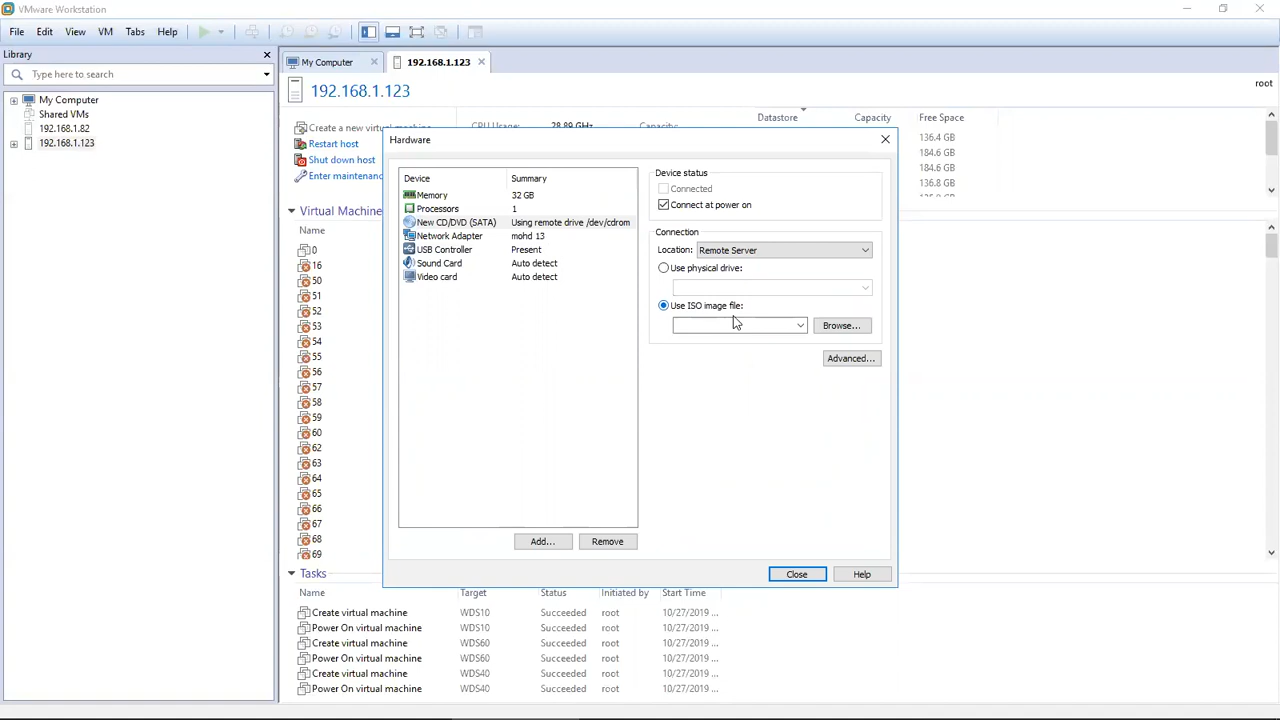 VMware Workstation
File Edit View VM Tabs Help
Library
Type here to search
My Computer
Shared VMs
192.168.1.82
192.168.1.123
My Computer
192.168.1.123
192.168.1.123
root
Create a new virtual machine
Restart host
Shut down host
Enter maintenanc
CPU Usage: 28.89 GHz Capacity:
Datastore Capacity Free Space
136.4 GB
184.6 GB
184.6 GB
136.8 GB
Virtual Machine
Name
0
16
50
51
52
53
54
55
56
57
58
59
60
62
63
64
65
66
67
68
69
Hardware
Device Summary
Memory 32 GB
Processors 1
New CD/DVD (SATA) Using remote drive /dev/cdrom
Network Adapter mohd 13
USB Controller Present
Sound Card Auto detect
Video card Auto detect
Add... Remove
Device status
Connected
Connect at power on
Connection
Location: Remote Server
Use physical drive:
Use ISO image file:
Browse...
Advanced...
Close Help
Tasks
Name Target Status Initiated by Start Time
Create virtual machine WDS10 Succeeded root 10/27/2019 ...
Power On virtual machine WDS10 Succeeded root 10/27/2019 ...
Create virtual machine WDS60 Succeeded root 10/27/2019 ...
Power On virtual machine WDS60 Succeeded root 10/27/2019 ...
Create virtual machine WDS40 Succeeded root 10/27/2019 ...
Power On virtual machine WDS40 Succeeded root 10/27/2019 ...